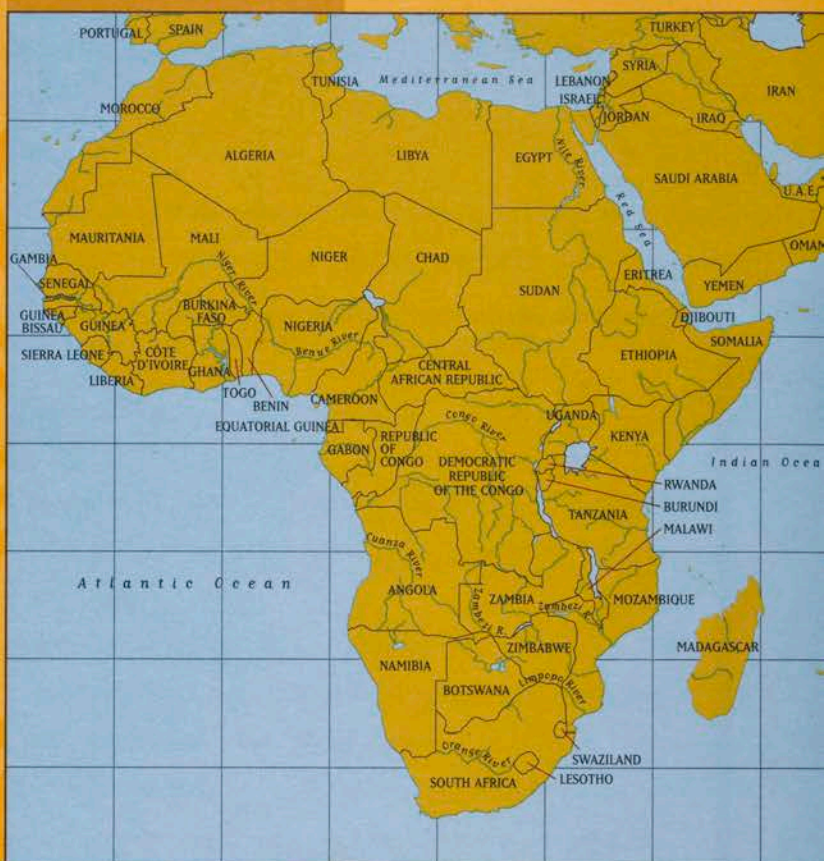 PORTUGAL
SPAIN
TURKEY
TUNISIA
Mediterranean Sea
LEBANON
SYRIA
ISRAEL
IRAN
MOROCCO
JORDAN
IRAQ
ALGERIA
LIBYA
EGYPT
Nile River
SAUDI ARABIA
U.A.E.
Red Sea
OMAN
MAURITANIA
MALI
NIGER
CHAD
GAMBIA
SENEGAL
Niger River
SUDAN
ERITREA
YEMEN
GUINEA
BISSAU
GUINEA
BURKINA
FASO
NIGERIA
DJIBOUTI
SOMALIA
SIERRA LEONE
CÔTE
D'IVOIRE
Benue River
ETHIOPIA
LIBERIA
GHANA
TOGO
BENIN
CENTRAL
AFRICAN REPUBLIC
CAMEROON
EQUATORIAL GUINEA
Congo River
UGANDA
KENYA
GABON
REPUBLIC
OF
CONGO
DEMOCRATIC
REPUBLIC
OF THE CONGO
Indian Ocea
RWANDA
BURUNDI
TANZANIA
MALAWI
Cuanza River
Atlantic Ocean
ANGOLA
ZAMBIA
Zambezi R.
Zambezi R.
MOZAMBIQUE
ZIMBABWE
MADAGASCAR
NAMIBIA
BOTSWANA
Limpopo River
Orange River
SWAZILAND
LESOTHO
SOUTH AFRICA